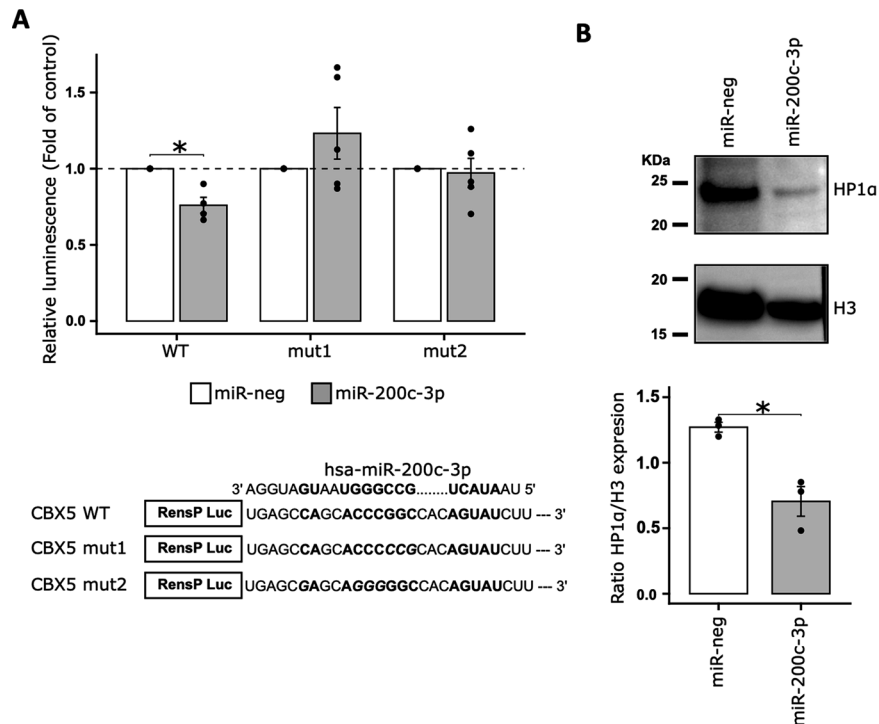 A
Relative luminescence (Fold of control)
1.5
1.0
0.5
0.0
*
WT mut1 mut2
miR-neg miR-200c-3p
hsa-miR-200c-3p
3' AGGUAGUAAUGGGCCG........UCAUAAU 5'
CBX5 WT RensP Luc UGAGCCAGCACCCGGCCACAGUAUCUU --- 3'
CBX5 mut1 RensP Luc UGAGCCAGCACCCCCGCACAGUAUCUU --- 3'
CBX5 mut2 RensP Luc UGAGCGAGCAGGGGGCCACAGUAUCUU --- 3'
B
miR-neg
miR-200c-3p
KDa
25
20
HP1α
20
15
H3
Ratio HP1α/H3 expresion
1.5
1.0
0.5
0.0
*
miR-neg
miR-200c-3p